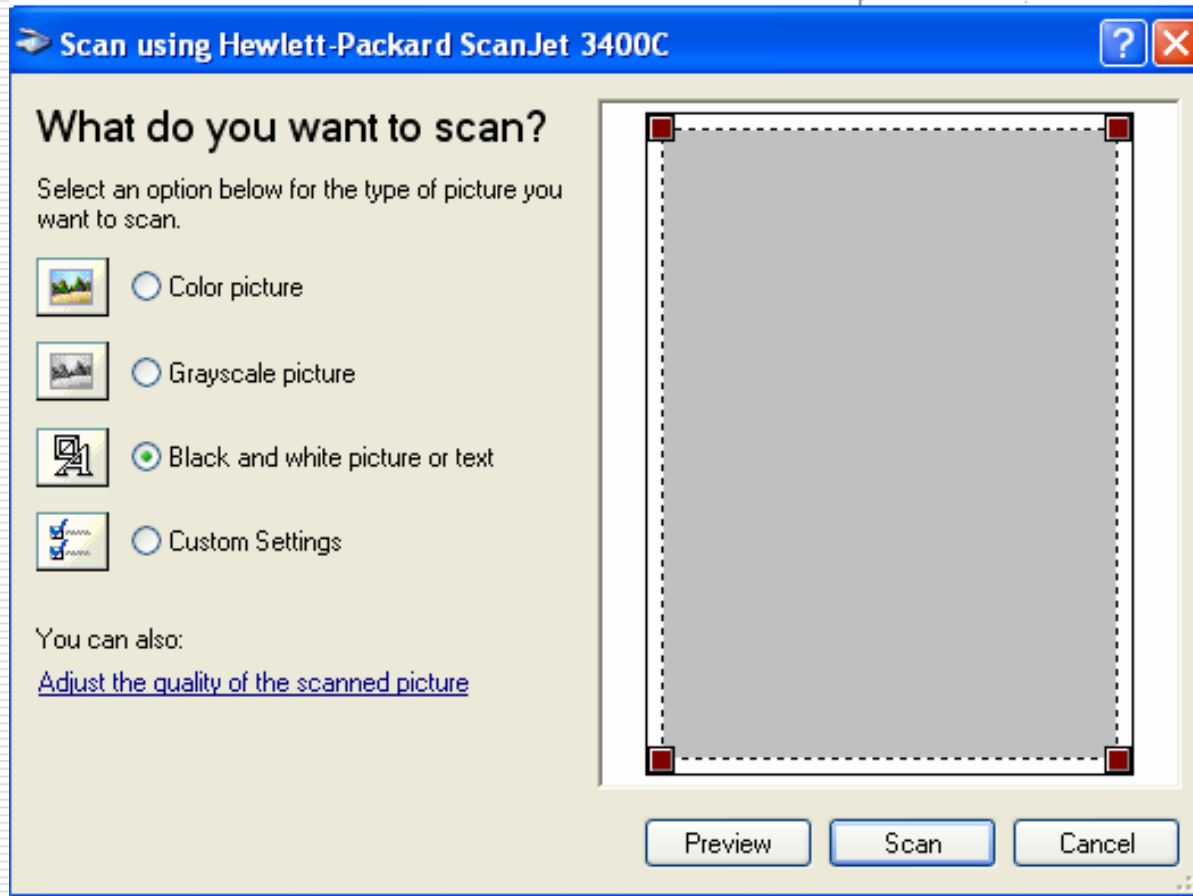 Scan using Hewlett-Packard ScanJet 3400C
What do you want to scan?
Select an option below for the type of picture you
want to scan.
Color picture
Grayscale picture
Black and white picture or text
Custom Settings
You can also:
Adjust the quality of the scanned picture
Preview Scan Cancel